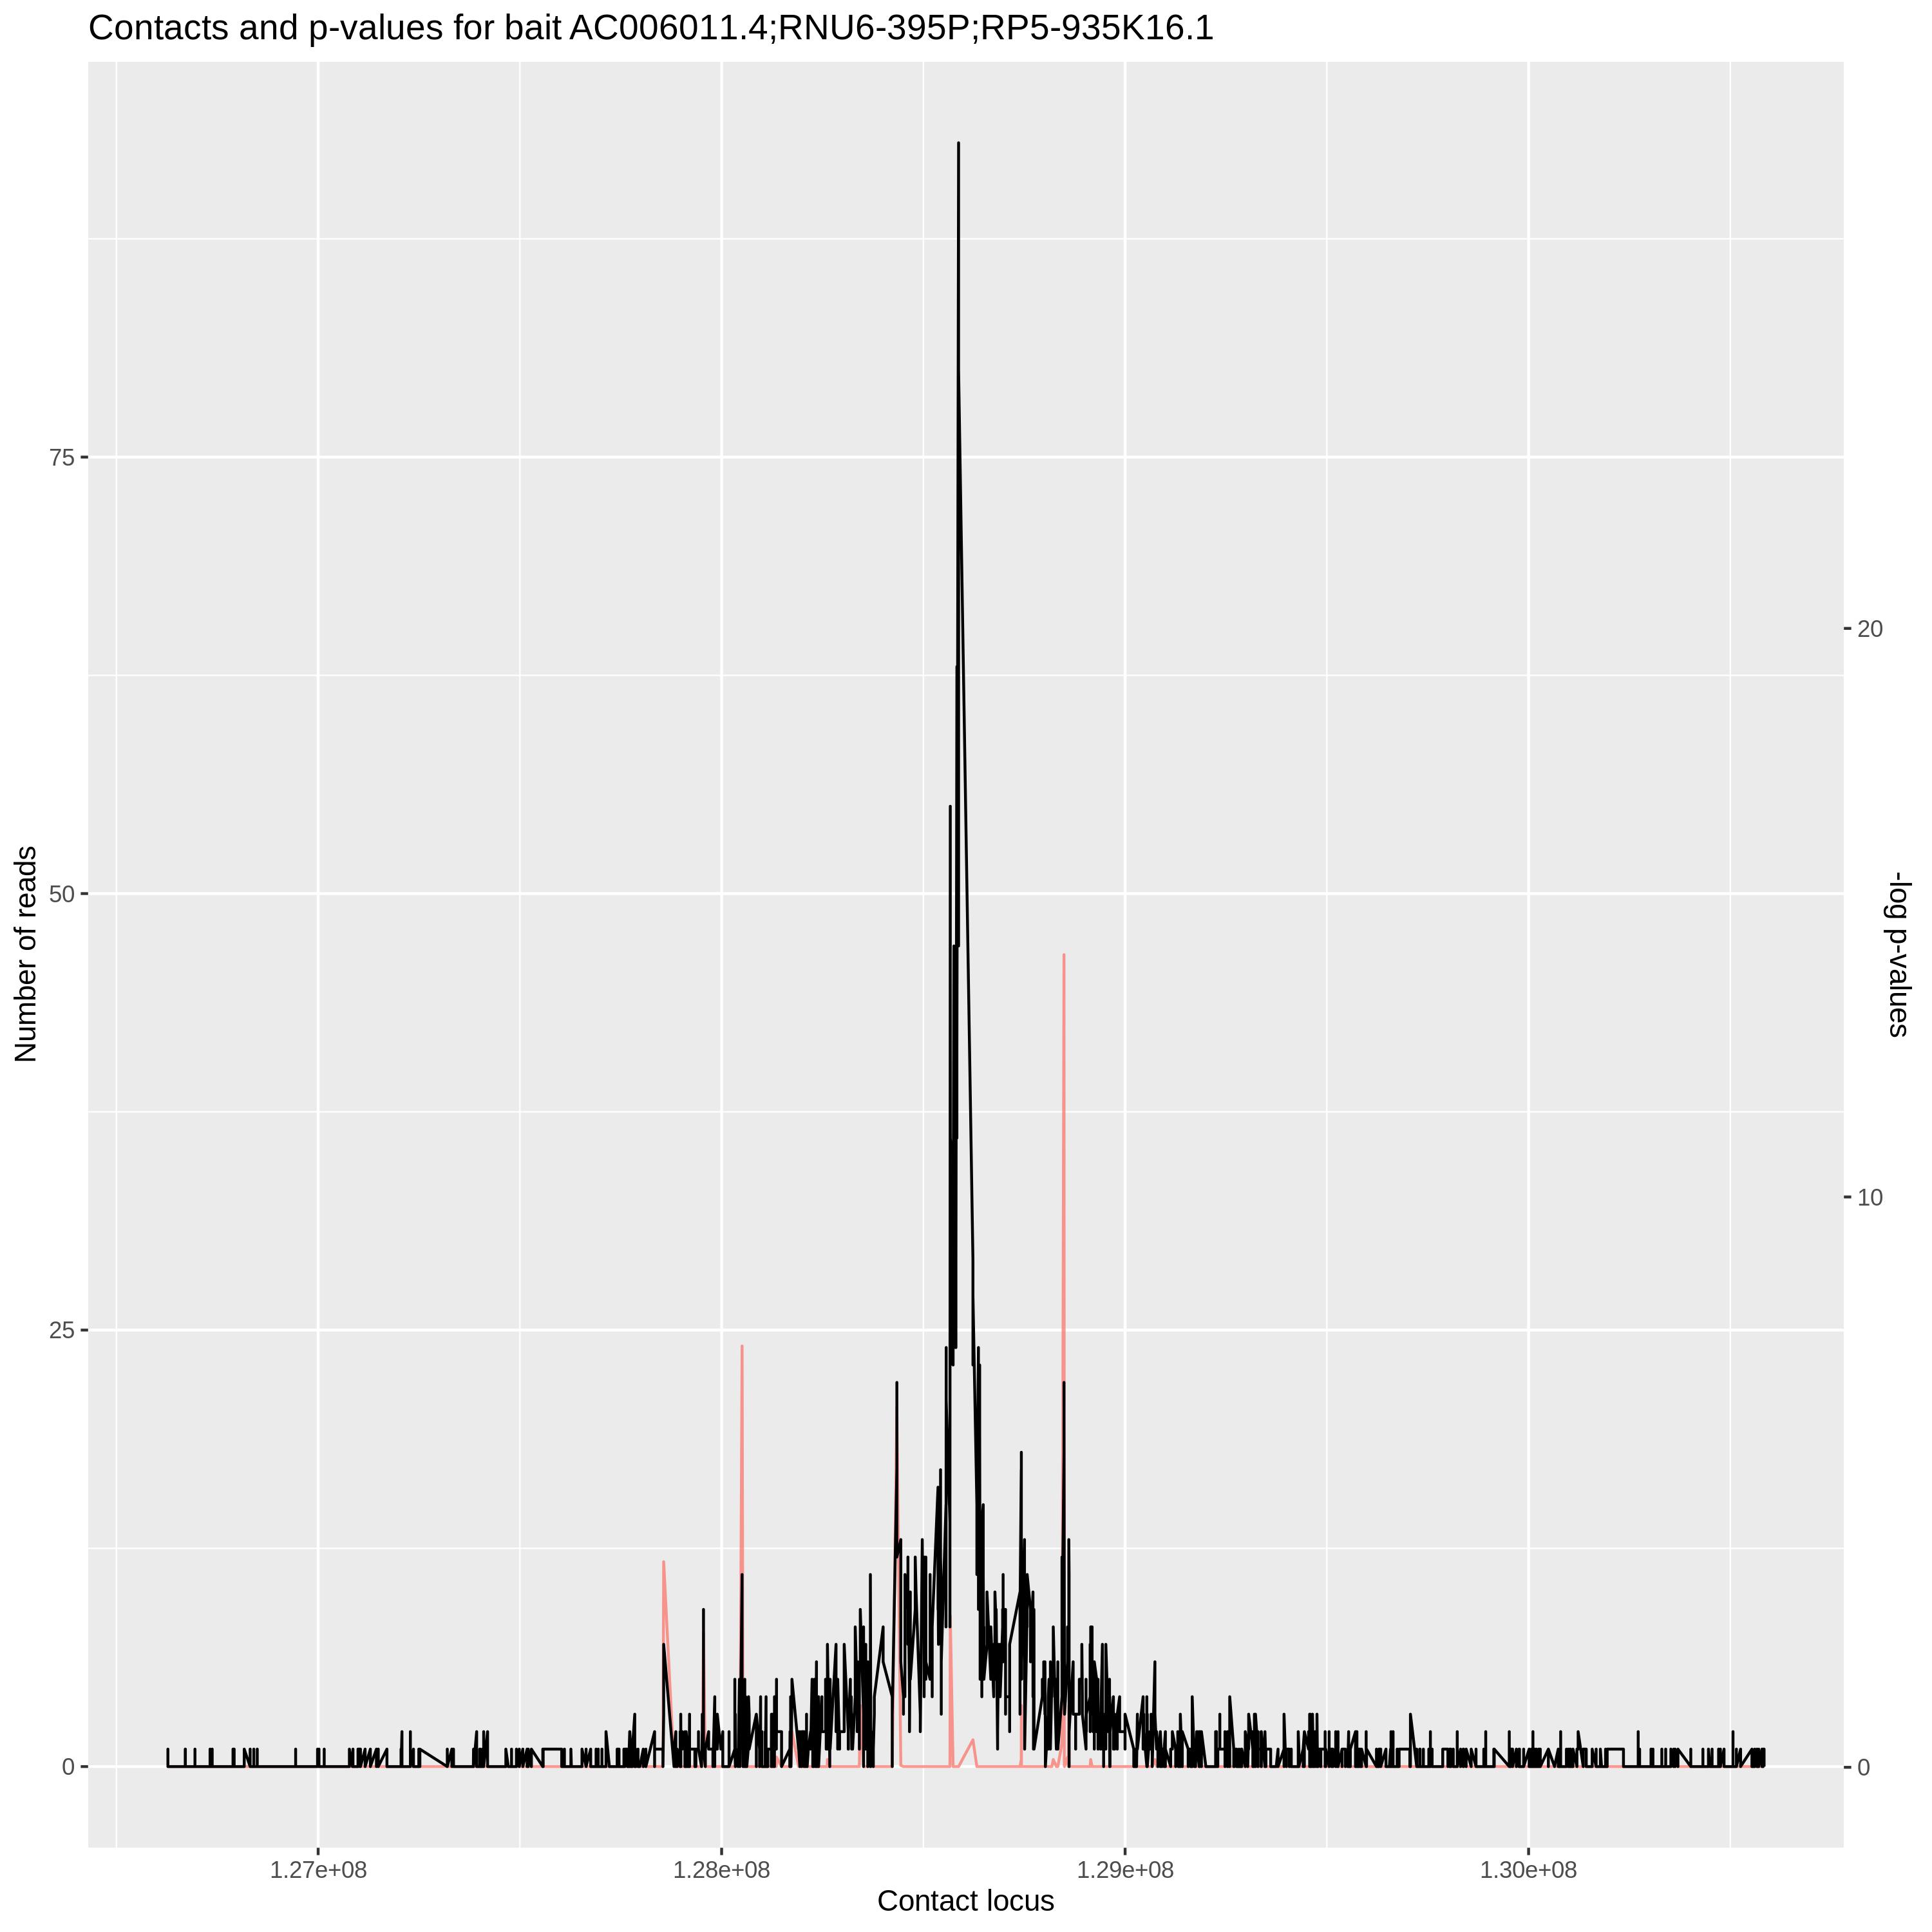 Contacts and p-values for bait AC006011.4;RNU6-395P;RP5-935K16.1
Number of reads
75
50
25
0
20
10
0
-log p-values
1.27e+08 1.28e+08 1.29e+08 1.30e+08
Contact locus